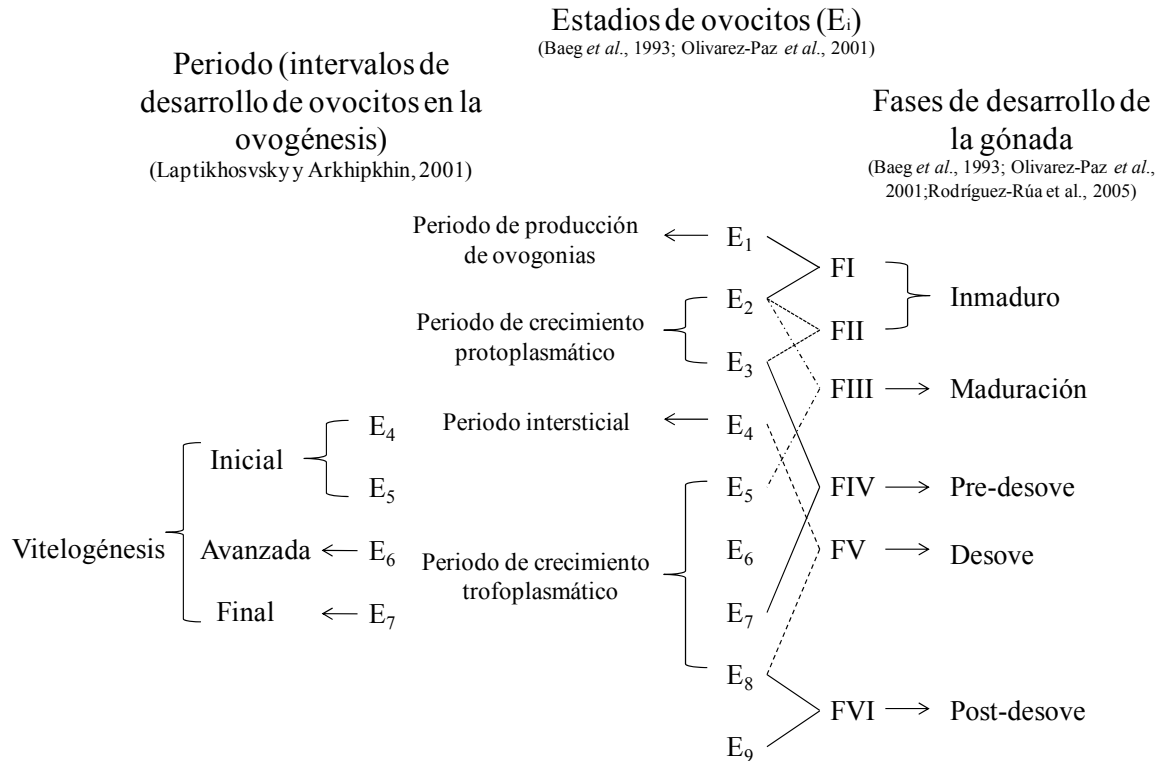 Estadios de ovocitos (Ei)
(Baeg et al., 1993; Olivarez-Paz et al., 2001)
Periodo (intervalos de
desarrollo de ovocitos en la
ovogénesis)
(Laptikhosvsky y Arkhipkhin, 2001)
Fases de desarrollo de
la gónada
(Baeg et al., 1993; Olivarez-Paz et al.,
2001;Rodríguez-Rúa et al., 2005)
Periodo de producción
de ovogonias
E1
FI
Inmaduro
E2
Periodo de crecimiento
protoplasmático
FII
E3
FIII
Maduración
Periodo intersticial
E4
E4
Inicial
E5
E5
FIV
Pre-desove
Vitelogénesis
Avanzada
E6
Periodo de crecimiento
trofoplasmático
E6
FV
Desove
Final
E7
E7
E8
FVI
Post-desove
E9